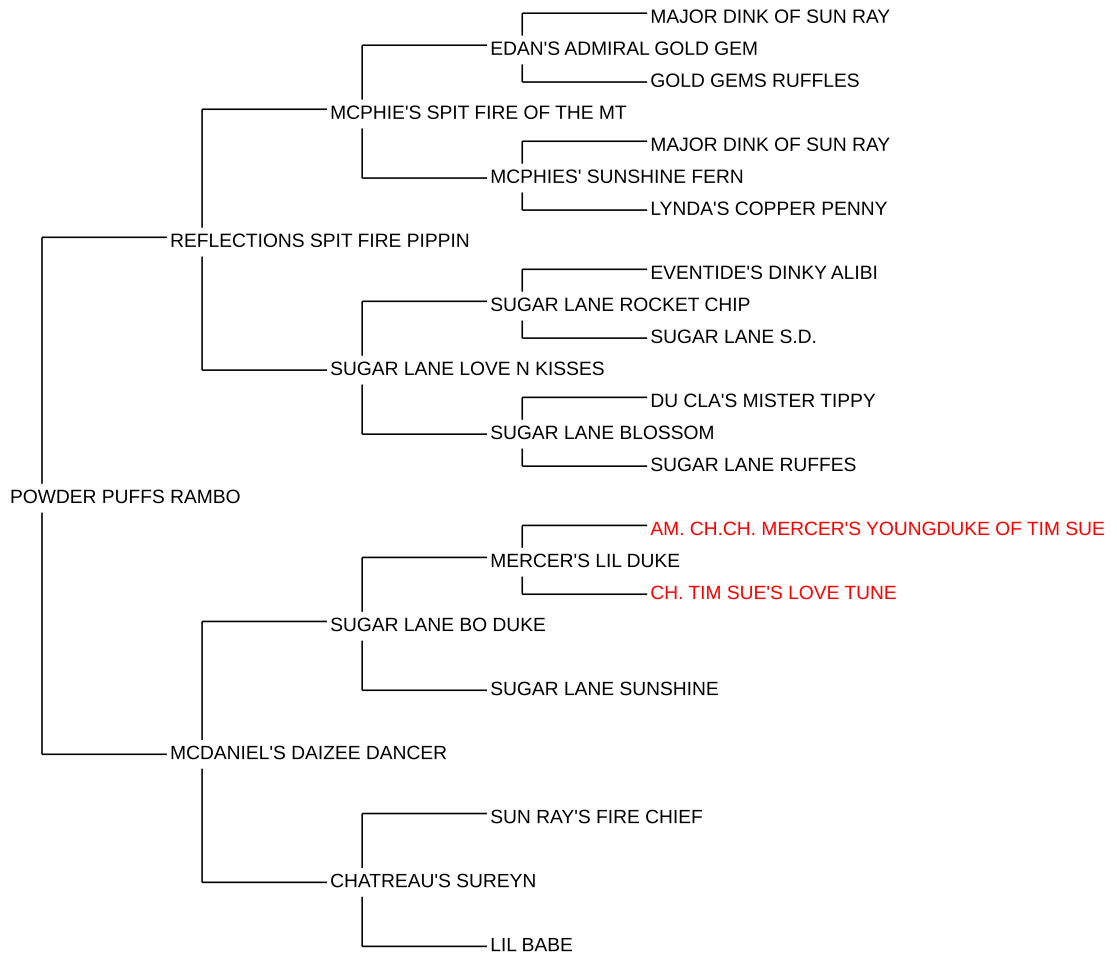 MAJOR DINK OF SUN RAY
EDAN'S ADMIRAL GOLD GEM
GOLD GEMS RUFFLES
MCPHIE'S SPIT FIRE OF THE MT
MAJOR DINK OF SUN RAY
MCPHIES' SUNSHINE FERN
LYNDA'S COPPER PENNY
REFLECTIONS SPIT FIRE PIPPIN
EVENTIDE'S DINKY ALIBI
SUGAR LANE ROCKET CHIP
SUGAR LANE S.D.
SUGAR LANE LOVE N KISSES
DU CLA'S MISTER TIPPY
SUGAR LANE BLOSSOM
SUGAR LANE RUFFES
POWDER PUFFS RAMBO
AM. CH.CH. MERCER'S YOUNGDUKE OF TIM SUE
MERCER'S LIL DUKE
CH. TIM SUE'S LOVE TUNE
SUGAR LANE BO DUKE
SUGAR LANE SUNSHINE
MCDANIEL'S DAIZEE DANCER
SUN RAY'S FIRE CHIEF
CHATREAU'S SUREYN
LIL BABE